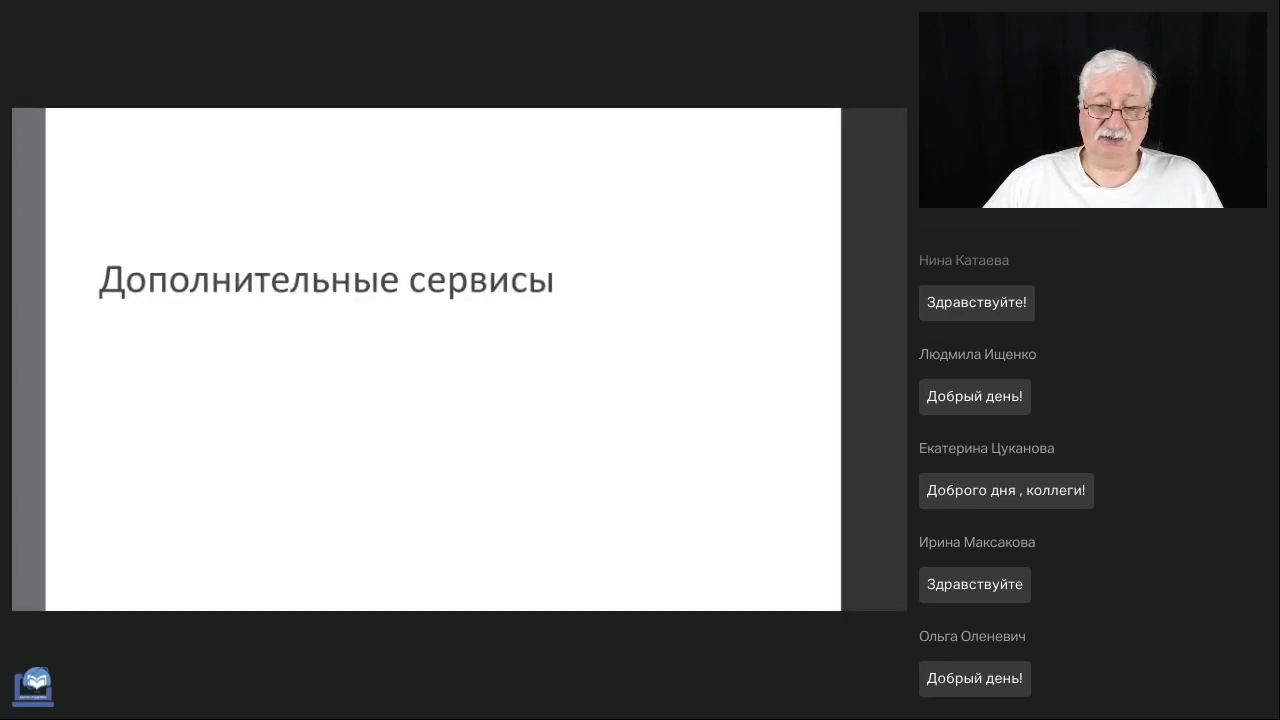 Дополнительные сервисы
Нина Катаева
Здравствуйте!
Людмила Ищенко
Добрый день!
Екатерина Цуканова
Доброго дня , коллеги!
Ирина Максакова
Здравствуйте
Ольга Оленевич
Добрый день!